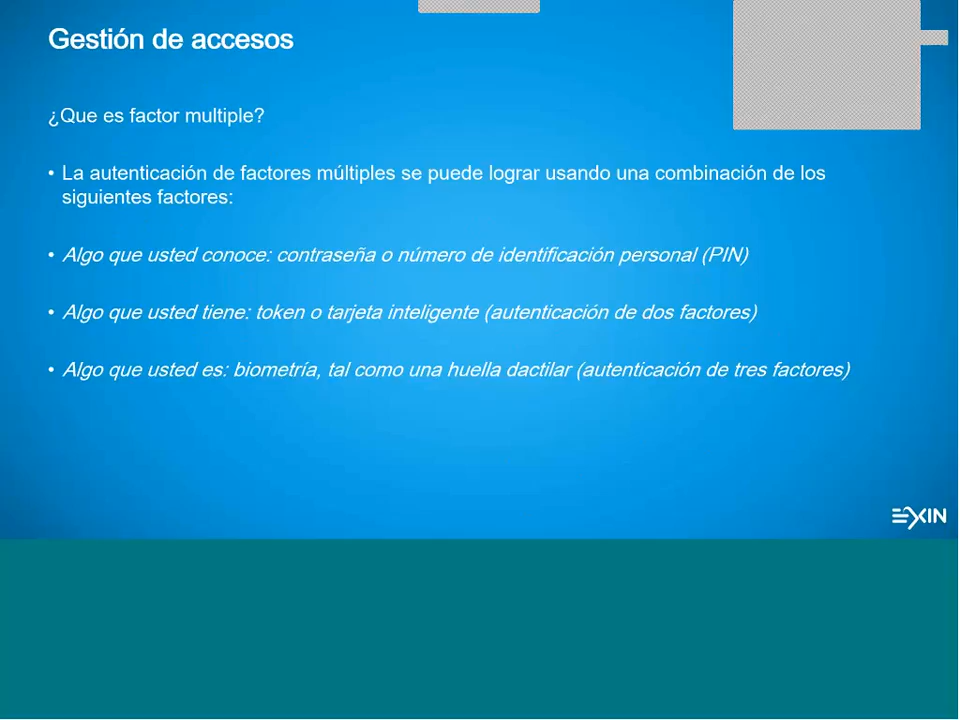 Gestión de accesos
¿Que es factor multiple?
• La autenticación de factores múltiples se puede lograr usando una combinación de los
siguientes factores:
• Algo que usted conoce: contraseña o número de identificación personal (PIN)
• Algo que usted tiene: token o tarjeta inteligente (autenticación de dos factores)
• Algo que usted es: biometría, tal como una huella dactilar (autenticación de tres factores)
EXIN